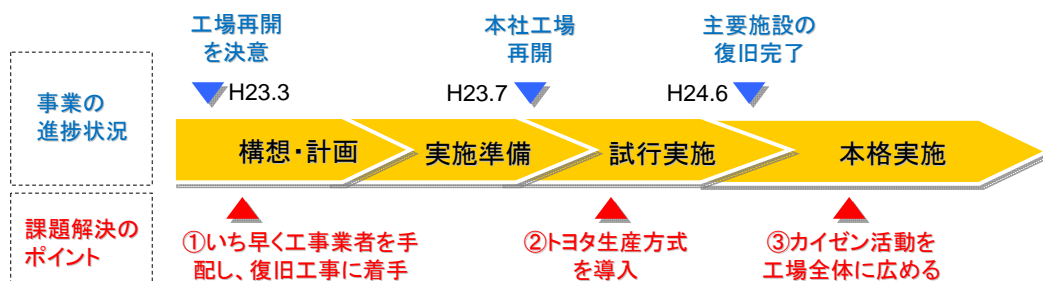 工場再開
を決意
本社工場
再開
主要施設の
復旧完了
H23.3
H23.7
H24.6
事業の
進捗状況
構想・計画
実施準備
試行実施
本格実施
課題解決の
ポイント
①いち早く工事業者を手
配し、復旧工事に着手
②トヨタ生産方式
を導入
③カイゼン活動を
工場全体に広める